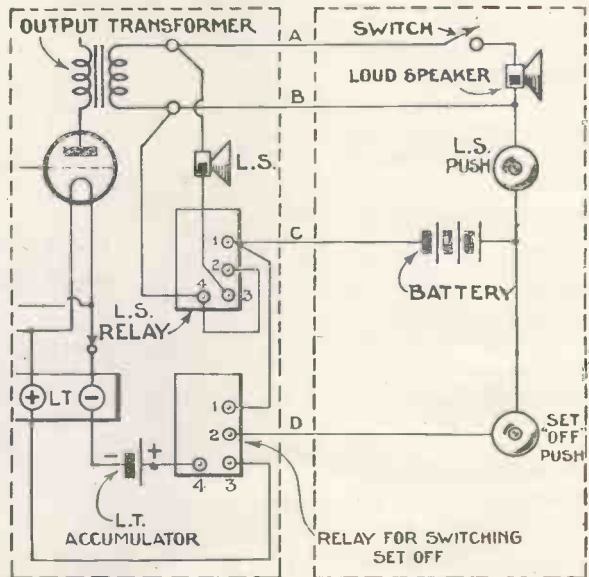 OUTPUT TRANSFORMER
A
SWITCH
LOUD SPEAKER
B
L.S.
L.S.
PUSH
C
1
2
4
3
BATTERY
L.S.
RELAY
+ LT -
1
2
D
SET
"OFF"
PUSH
- +
4 3
L.T.
ACCUMULATOR
RELAY FOR SWITCHING
SET OFF